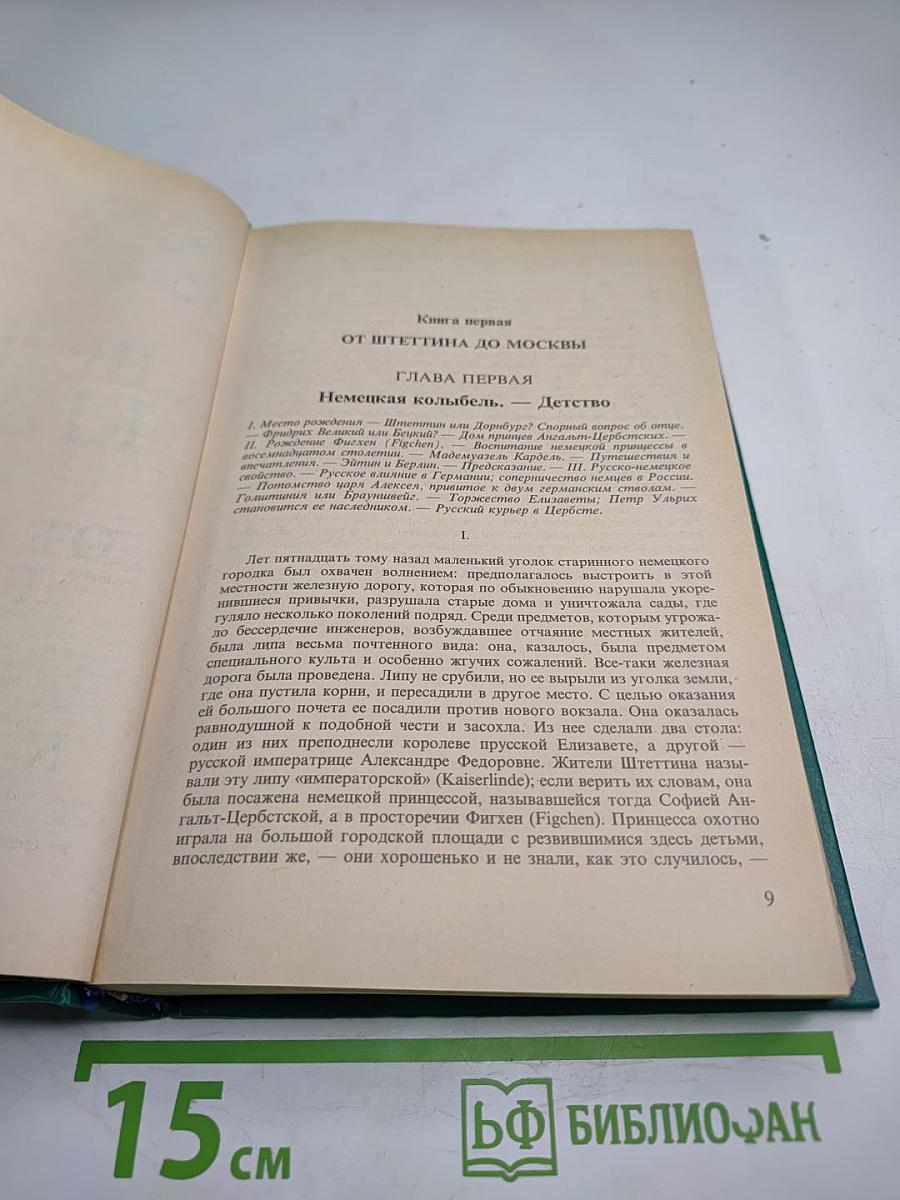 Книга первая
ОТ ШТЕТТИНА ДО МОСКВЫ
ГЛАВА ПЕРВАЯ
Немецкая колыбель. — Детство
I. Место рождения — Штеттин или Дорнбург? Спорный вопрос об отце.
— Фридрих Великий или Бецкий? — Дом принцев Ангальт-Цербстских. —
II. Рождение Фигхен (Figchen). — Воспитание немецкой принцессы в
восемнадцатом столетии. — Мадемуазель Кардель. — Путешествия и
впечатления. — Эйтин и Берлин. — Предсказание. — III. Русско-немецкое
свойство. — Русское влияние в Германии; соперничество немцев в России.
— Потомство царя Алексея, привитое к двум германским стволам. —
Голштиния или Брауншвейг. — Торжество Елизаветы; Петр Ульрих
становится ее наследником. — Русский курьер в Цербсте.
I.
Лет пятнадцать тому назад маленький уголок старинного немецкого
городка был охвачен волнением: предполагалось выстроить в этой
местности железную дорогу, которая по обыкновению нарушала укоре-
нившиеся привычки, разрушала старые дома и уничтожала сады, где
гуляло несколько поколений подряд. Среди предметов, которым угрожа-
ло бессердечие инженеров, возбуждавшее отчаяние местных жителей,
была липа весьма почтенного вида: она, казалось, была предметом
специального культа и особенно жгучих сожалений. Все-таки железная
дорога была проведена. Липу не срубили, но ее вырыли из уголка земли,
где она пустила корни, и пересадили в другое место. С целью оказания
ей большого почета ее посадили против нового вокзала. Она оказалась
равнодушной к подобной чести и засохла. Из нее сделали два стола:
один из них преподнесли королеве прусской Елизавете, а другой —
русской императрице Александре Федоровне. Жители Штеттина назы-
вали эту липу «императорской» (Kaiserlinde); если верить их словам, она
была посажена немецкой принцессой, называвшейся тогда Софией Ан-
гальт-Цербстской, а в просторечии Фигхен (Figchen). Принцесса охотно
играла на большой городской площади с резвившимися здесь детьми,
впоследствии же, — они хорошенько и не знали, как это случилось, —
9
15 см
БФ БИБЛИОФАН